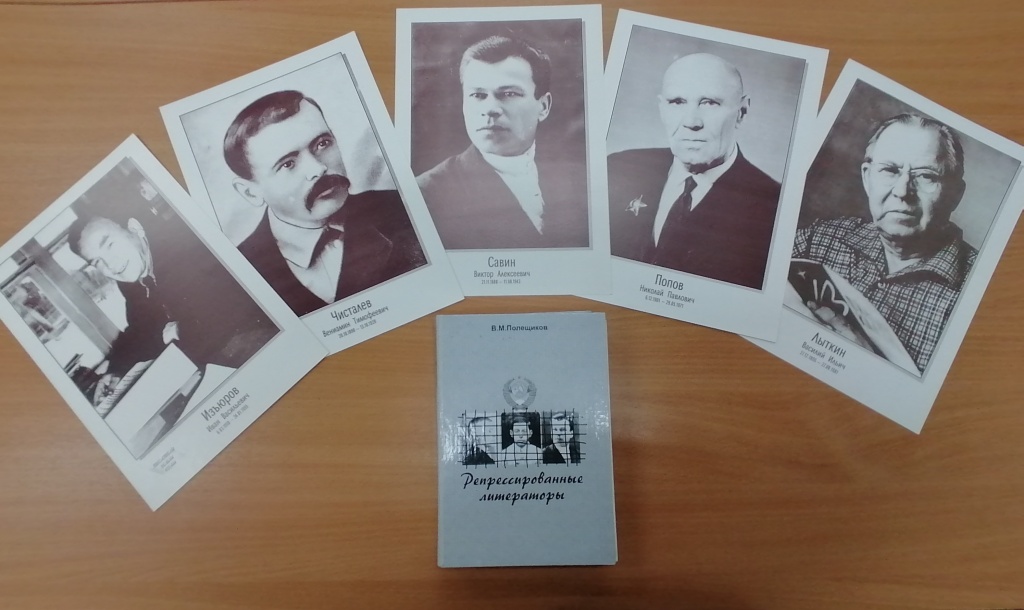 Изъюров
Иван Васильевич
Чисталев
Вениамин Тимофеевич
Савин
Виктор Алексеевич
Попов
Николай Павлович
Лыткин
Василий Ильич
В.М.Полещиков
Репрессированные
литераторы